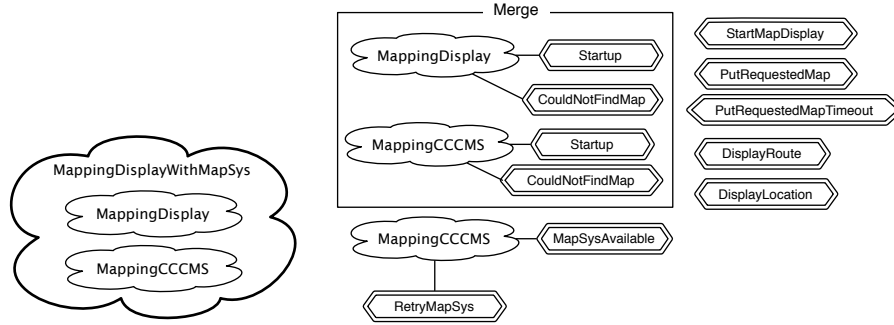 Merge
MappingDisplay
Startup
CouldNotFindMap
MappingCCCMS
Startup
CouldNotFindMap
StartMapDisplay
PutRequestedMap
PutRequestedMapTimeout
DisplayRoute
DisplayLocation
MappingDisplayWithMapSys
MappingDisplay
MappingCCCMS
MappingCCCMS
MapSysAvailable
RetryMapSys